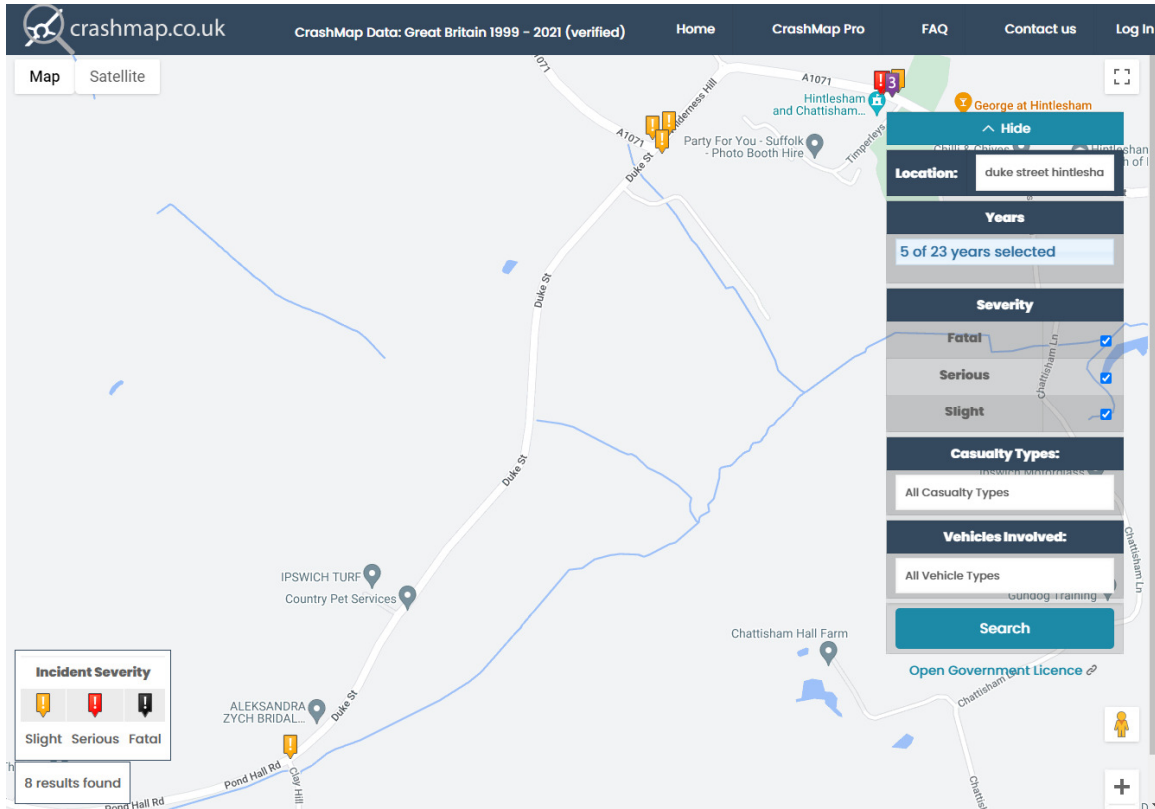 crashmap.co.uk
CrashMap Data: Great Britain 1999 - 2021 (verified)
Home
CrashMap Pro
FAQ
Contact us
Log In
Map
Satellite
A1071
Hintlesham
and Chattisham...
3
George at Hintlesham
Wilderness Hill
A1071
Duke St
Party For You - Suffolk
- Photo Booth Hire
Timperleys
Hide
Location:
duke street hintlesha
Years
5 of 23 years selected
Severity
Fatal
Serious
Slight
Chattisham Ln
Casualty Types:
All Casualty Types
Vehicles Involved:
All Vehicle Types
Gundog Training
Chattisham Ln
Search
Open Government Licence
Duke St
Duke St
IPSWICH TURF
Country Pet Services
Chattisham Hall Farm
Incident Severity
Slight
Serious
Fatal
8 results found
ALEKSANDRA
ZYCH BRIDAL...
Duke St
Pond Hall Rd
Clay Hill
Pond Hall Rd